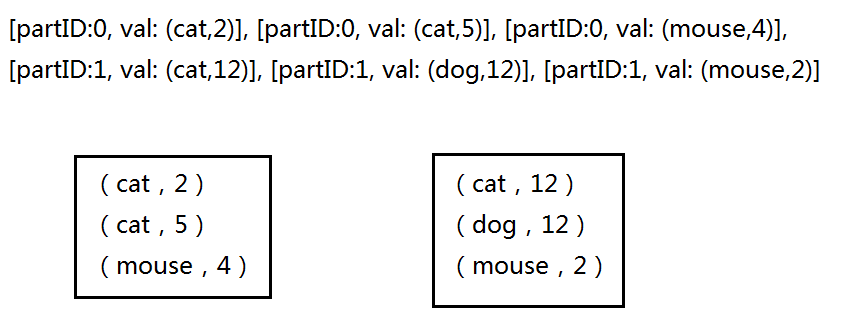 [partID:0, val: (cat,2)], [partID:0, val: (cat,5)], [partID:0, val: (mouse,4)],
[partID:1, val: (cat,12)], [partID:1, val: (dog,12)], [partID:1, val: (mouse,2)]
( cat , 2 )
( cat , 5 )
( mouse , 4 )
( cat , 12 )
( dog , 12 )
( mouse , 2 )